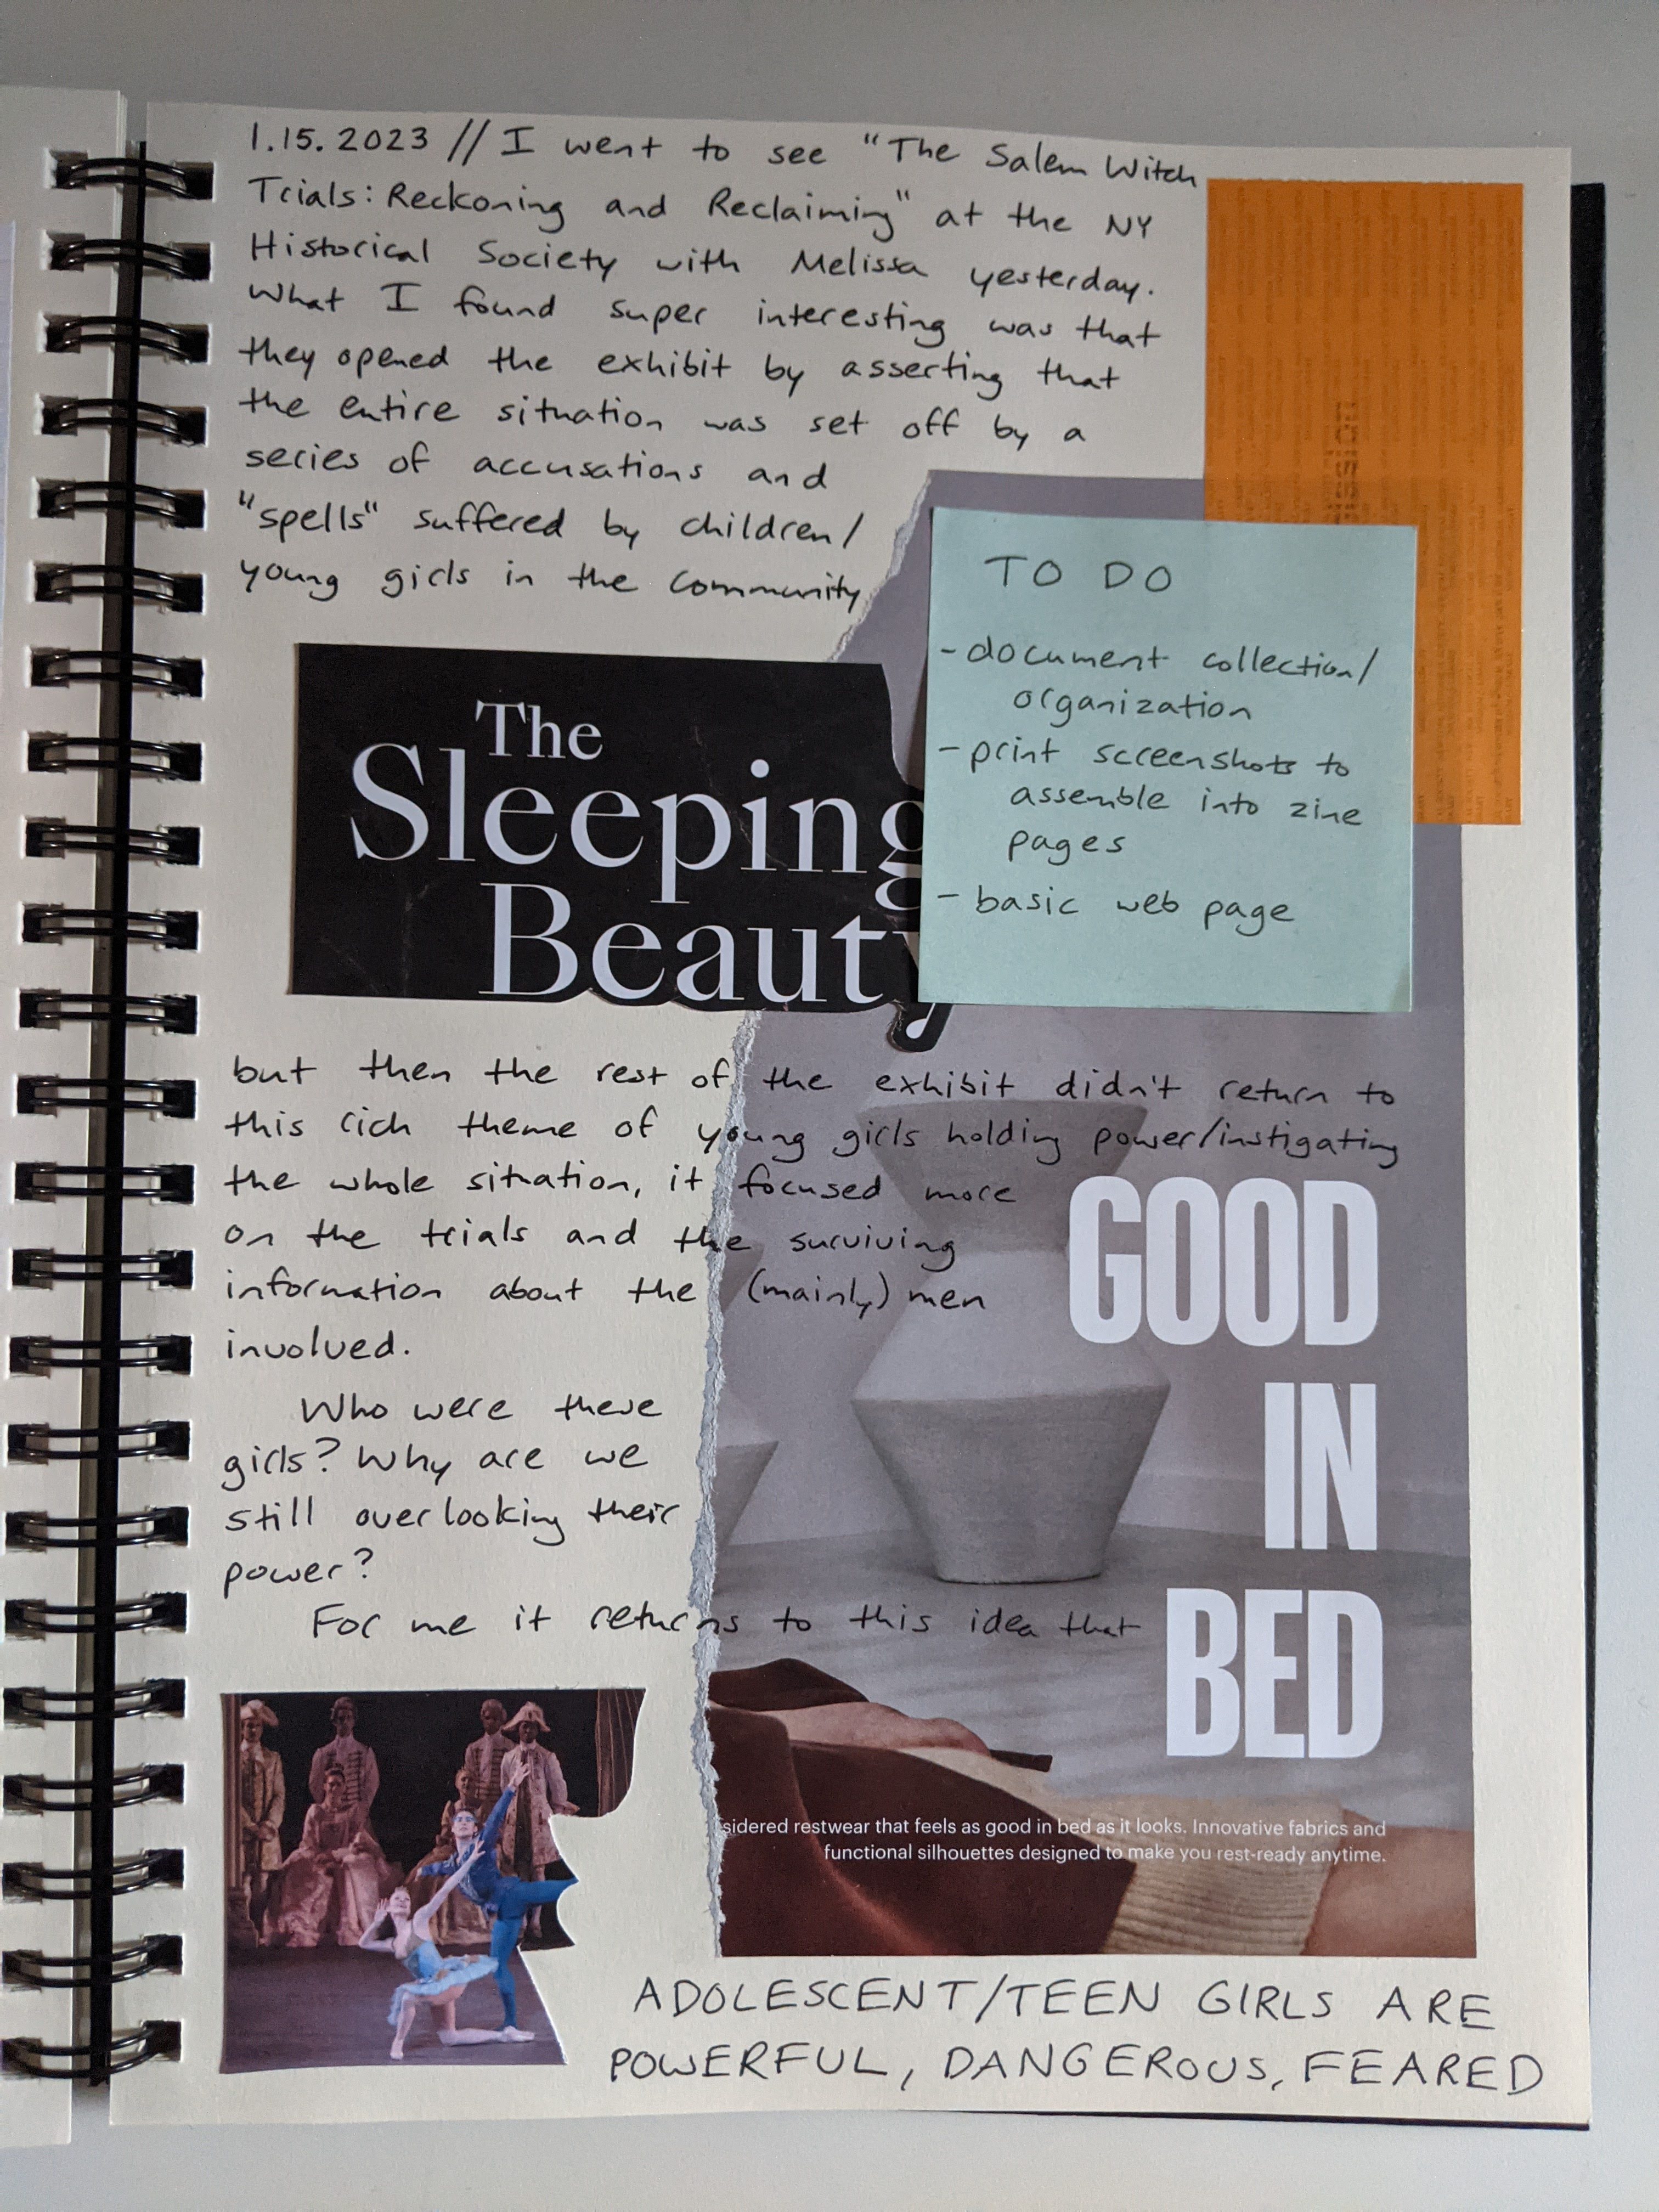 1.15.2023 // I went to see "The Salem Witch
Trials: Reckoning and Reclaiming" at the NY
Historical Society with Melissa yesterday.
What I found super interesting was that
they opened the exhibit by asserting that
the entire situation was set off by a
series of accusations and
"spells" suffered by children/
young girls in the community
TO DO
- document collection/
organization
- print screenshots to
assemble into zine
pages
- basic web page
The
Sleeping
Beauty
but then the rest of the exhibit didn't return to
this rich theme of young girls holding power/instigating
the whole situation, it focused more
on the trials and the surviving
information about the (mainly) men
involved.
Who were these
girls? Why are we
still overlooking their
power?
For me it returns to this idea that
GOOD
IN
BED
sidered restwear that feels as good in bed as it looks. Innovative fabrics and
functional silhouettes designed to make you rest-ready anytime.
ADOLESCENT/TEEN GIRLS ARE
POWERFUL, DANGEROUS, FEARED